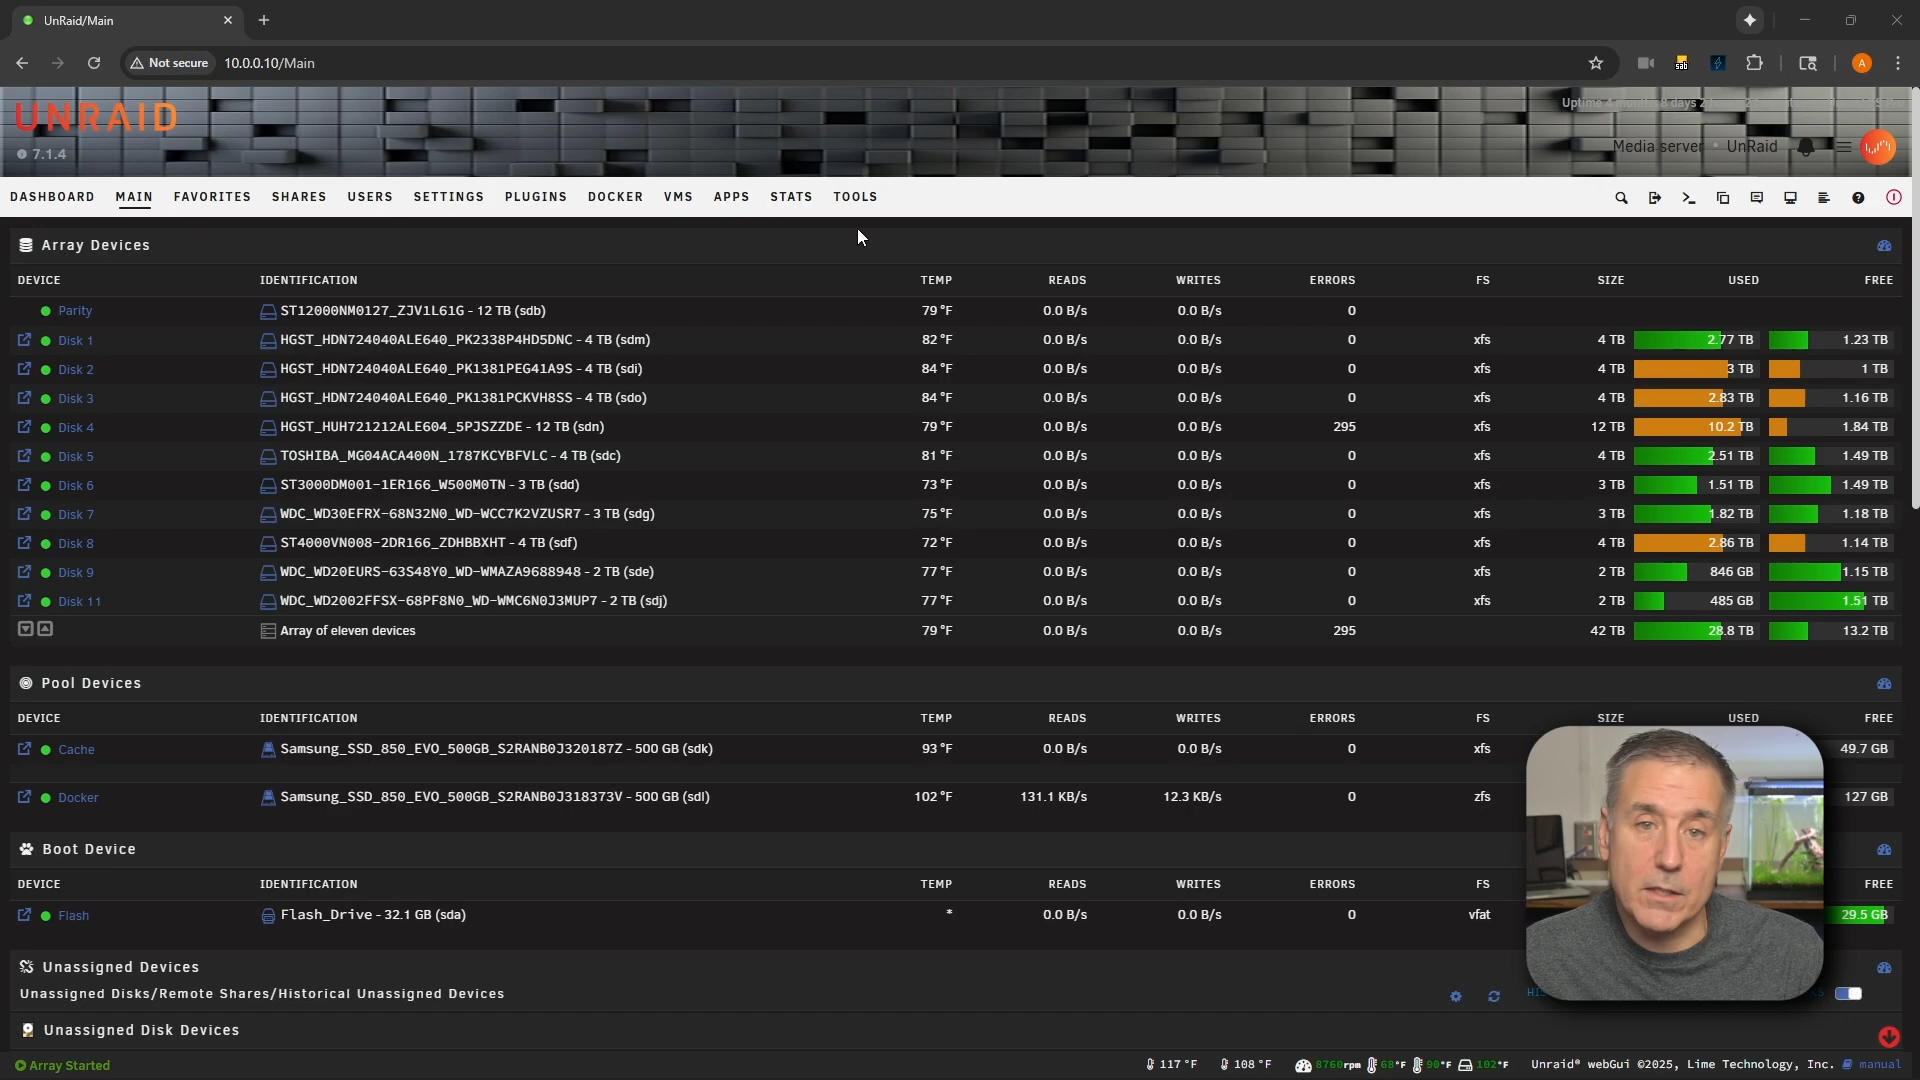 UnRaid/Main
Not secure
10.0.0.10/Main
sab
A
UNRAID
7.1.4
Uptime 4 months 8 days
Media server • UnRaid
DASHBOARD MAIN FAVORITES SHARES USERS SETTINGS PLUGINS DOCKER VMS APPS STATS TOOLS
Array Devices
DEVICE IDENTIFICATION TEMP READS WRITES ERRORS FS SIZE USED FREE
Parity ST12000NM0127_ZJV1L61G - 12 TB (sdb) 79 °F 0.0 B/s 0.0 B/s 0
Disk 1 HGST_HDN724040ALE640_PK2338P4HD5DNC - 4 TB (sdm) 82 °F 0.0 B/s 0.0 B/s 0 xfs 4 TB 2.77 TB 1.23 TB
Disk 2 HGST_HDN724040ALE640_PK1381PEG41A9S - 4 TB (sdi) 84 °F 0.0 B/s 0.0 B/s 0 xfs 4 TB 3 TB 1 TB
Disk 3 HGST_HDN724040ALE640_PK1381PCKVH8SS - 4 TB (sdo) 84 °F 0.0 B/s 0.0 B/s 0 xfs 4 TB 2.83 TB 1.16 TB
Disk 4 HGST_HUH721212ALE604_5PJSZZDE - 12 TB (sdn) 79 °F 0.0 B/s 0.0 B/s 295 xfs 12 TB 10.2 TB 1.84 TB
Disk 5 TOSHIBA_MG04ACA400N_1787KCYBFVLC - 4 TB (sdc) 81 °F 0.0 B/s 0.0 B/s 0 xfs 4 TB 2.51 TB 1.49 TB
Disk 6 ST3000DM001-1ER166_W500M0TN - 3 TB (sdd) 73 °F 0.0 B/s 0.0 B/s 0 xfs 3 TB 1.51 TB 1.49 TB
Disk 7 WDC_WD30EFRX-68N32N0_WD-WCC7K2VZUSR7 - 3 TB (sdg) 75 °F 0.0 B/s 0.0 B/s 0 xfs 3 TB 1.82 TB 1.18 TB
Disk 8 ST4000VN008-2DR166_ZDHBBXHT - 4 TB (sdf) 72 °F 0.0 B/s 0.0 B/s 0 xfs 4 TB 2.86 TB 1.14 TB
Disk 9 WDC_WD20EURS-63S48Y0_WD-WMAZA9688948 - 2 TB (sde) 77 °F 0.0 B/s 0.0 B/s 0 xfs 2 TB 846 GB 1.15 TB
Disk 11 WDC_WD2002FFSX-68PF8N0_WD-WMC6N0J3MUP7 - 2 TB (sdj) 77 °F 0.0 B/s 0.0 B/s 0 xfs 2 TB 485 GB 1.51 TB
Array of eleven devices 79 °F 0.0 B/s 0.0 B/s 295 42 TB 28.8 TB 13.2 TB
Pool Devices
DEVICE IDENTIFICATION TEMP READS WRITES ERRORS FS SIZE USED FREE
Cache Samsung_SSD_850_EVO_500GB_S2RANB0J320187Z - 500 GB (sdk) 93 °F 0.0 B/s 0.0 B/s 0 xfs 49.7 GB
Docker Samsung_SSD_850_EVO_500GB_S2RANB0J318373V - 500 GB (sdl) 102 °F 131.1 KB/s 12.3 KB/s 0 zfs 127 GB
Boot Device
DEVICE IDENTIFICATION TEMP READS WRITES ERRORS FS FREE
Flash Flash_Drive - 32.1 GB (sda) * 0.0 B/s 0.0 B/s 0 vfat 29.5 GB
Unassigned Devices
Unassigned Disks/Remote Shares/Historical Unassigned Devices
Unassigned Disk Devices
Array Started 117 °F 108 °F 8760rpm 68°F 90°F 102°F Unraid® webGui ©2025, Lime Technology, Inc. manual